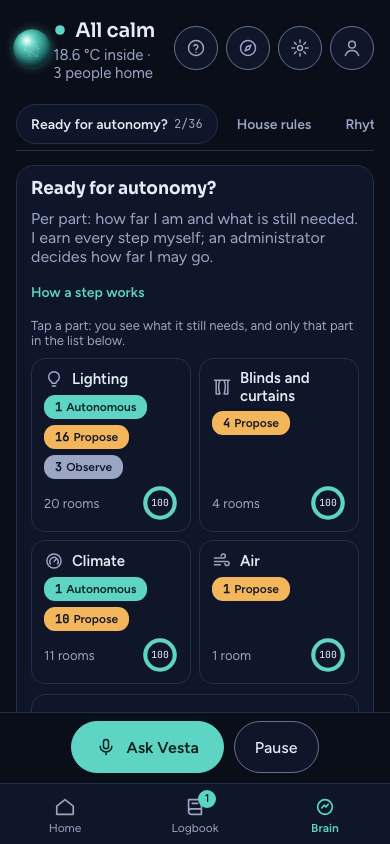 All calm
18.6 °C inside ·
3 people home
Ready for autonomy? 2/36
House rules
Rhyt
Ready for autonomy?
Per part: how far I am and what is still needed.
I earn every step myself; an administrator
decides how far I may go.
How a step works
Tap a part: you see what it still needs, and only that part
in the list below.
Lighting
1 Autonomous
16 Propose
3 Observe
20 rooms
100
Blinds and
curtains
4 Propose
4 rooms
100
Climate
1 Autonomous
10 Propose
11 rooms
100
Air
1 Propose
1 room
100
Ask Vesta
Pause
Home
Logbook
1
Brain